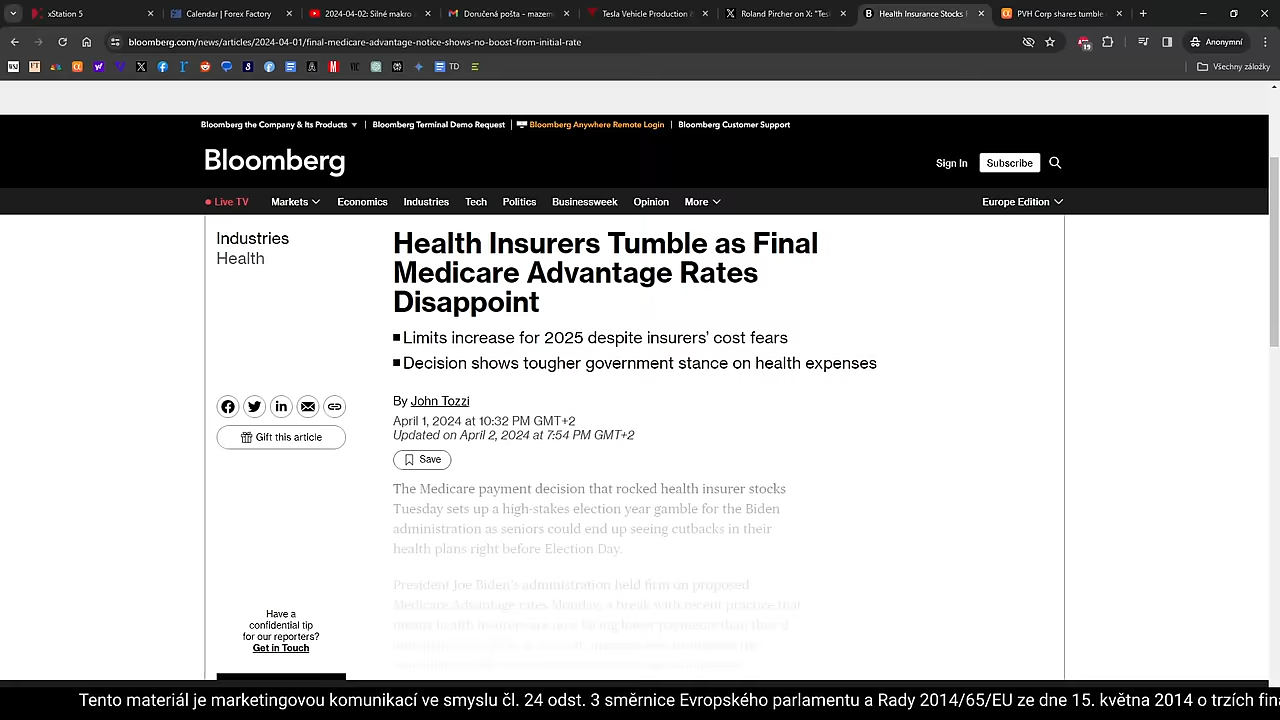 xStation 5
Calendar | Forex Factory
2024-04-02: Silné makro
Doručená pošta - mazem
Tesla Vehicle Production &
Roland Pircher on X: "Tes
Health Insurance Stocks
PVH Corp shares tumble
bloomberg.com/news/articles/2024-04-01/final-medicare-advantage-notice-shows-no-boost-from-initial-rate
19
Anonymní
TD
Všechny záložky
Bloomberg the Company & Its Products
Bloomberg Terminal Demo Request
Bloomberg Anywhere Remote Login
Bloomberg Customer Support
Bloomberg
Sign In
Subscribe
Live TV
Markets
Economics
Industries
Tech
Politics
Businessweek
Opinion
More
Europe Edition
Industries
Health
Health Insurers Tumble as Final
Medicare Advantage Rates
Disappoint
Limits increase for 2025 despite insurers' cost fears
Decision shows tougher government stance on health expenses
By John Tozzi
April 1, 2024 at 10:32 PM GMT+2
Updated on April 2, 2024 at 7:54 PM GMT+2
Gift this article
Save
The Medicare payment decision that rocked health insurer stocks
Tuesday sets up a high-stakes election year gamble for the Biden
administration as seniors could end up seeing cutbacks in their
health plans right before Election Day.
President Joe Biden's administration held firm on proposed
Medicare Advantage rates Monday, a break with recent practice that
Have a
confidential tip
for our reporters?
Get in Touch
Tento materiál je marketingovou komunikací ve smyslu čl. 24 odst. 3 směrnice Evropského parlamentu a Rady 2014/65/EU ze dne 15. května 2014 o trzích fin